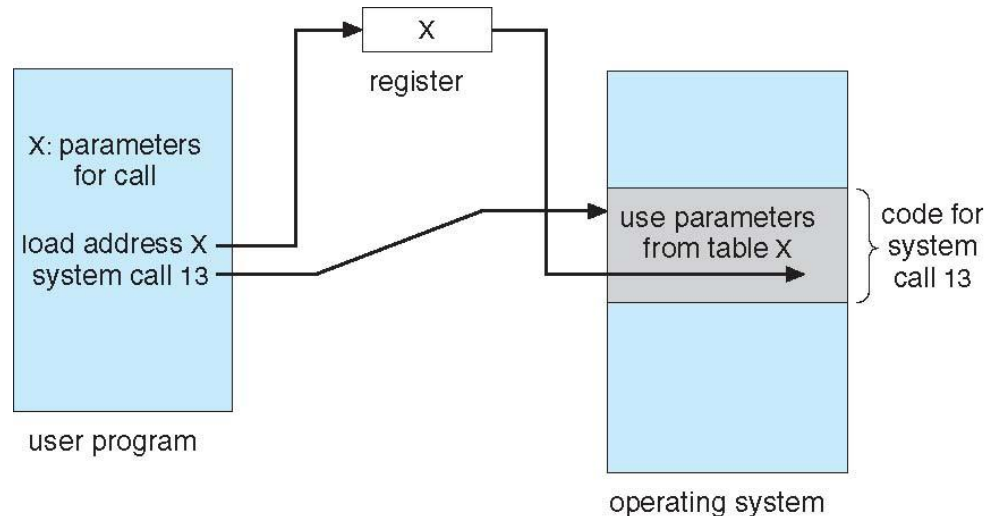 X
register
X: parameters
for call
load address X
system call 13
use parameters
from table X
code for
system
call 13
user program
operating system